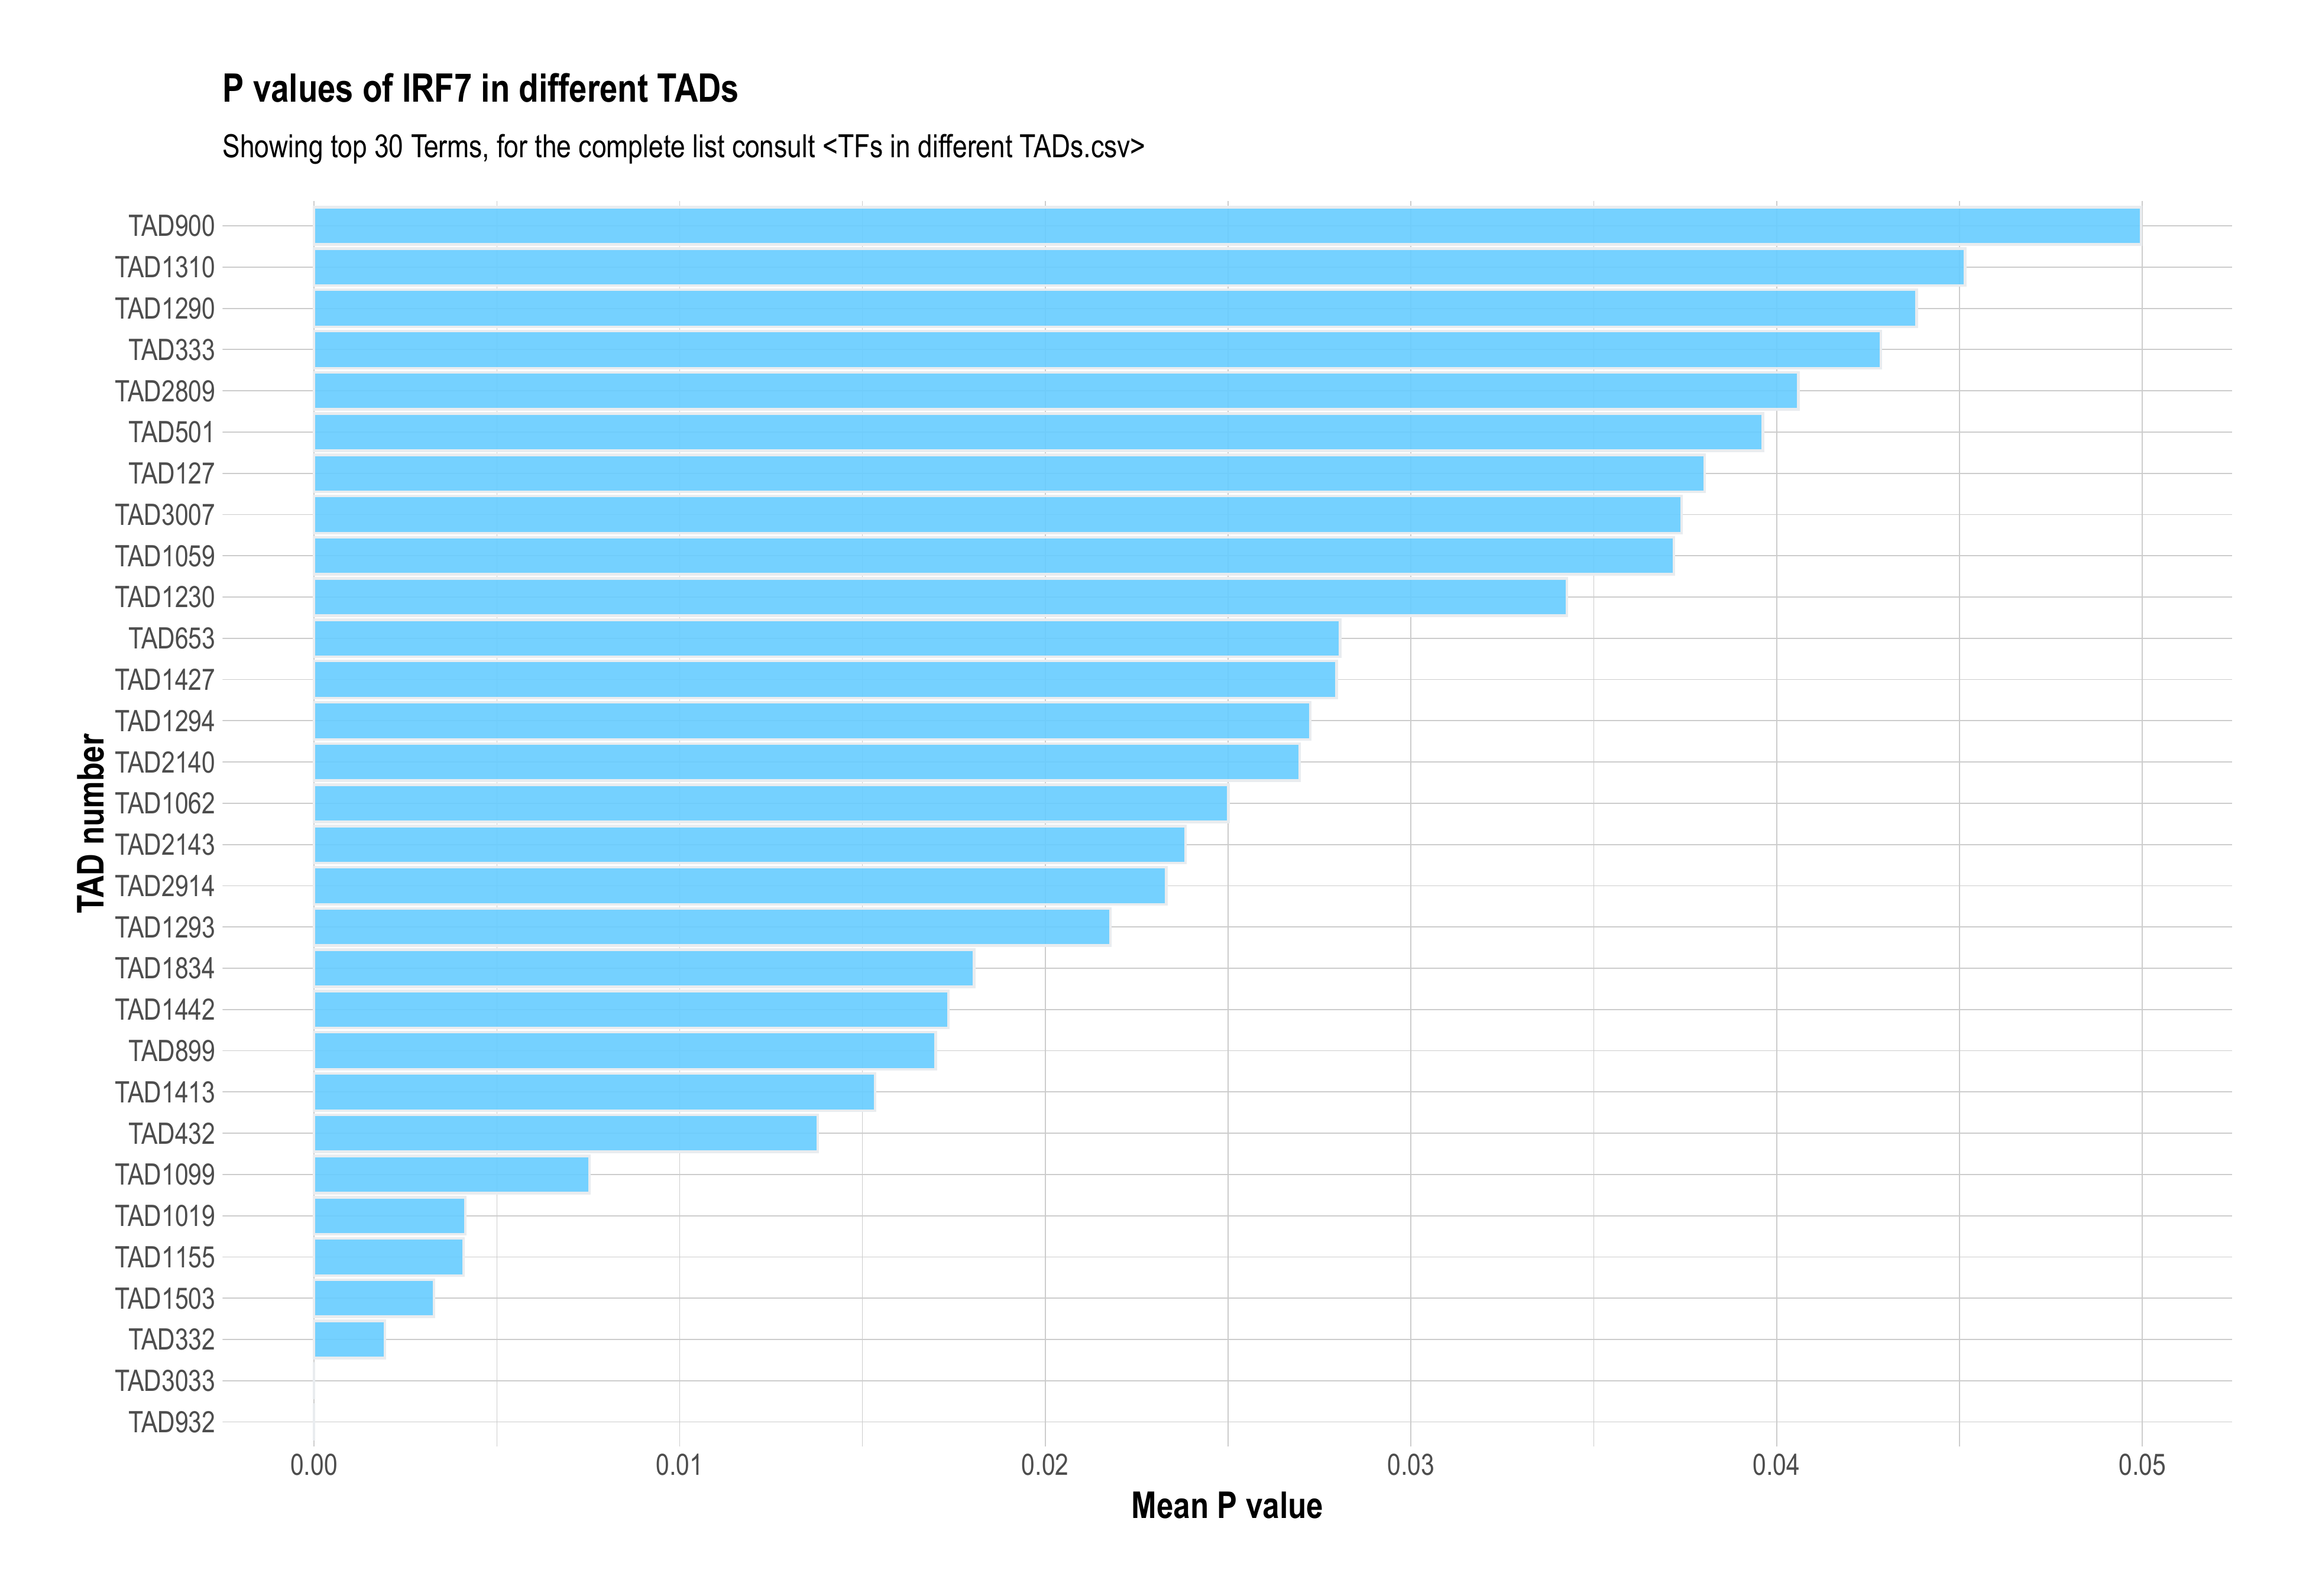 P values of IRF7 in different TADs
Showing top 30 Terms, for the complete list consult <TFs in different TADs.csv>
TAD number
TAD900
TAD1310
TAD1290
TAD333
TAD2809
TAD501
TAD127
TAD3007
TAD1059
TAD1230
TAD653
TAD1427
TAD1294
TAD2140
TAD1062
TAD2143
TAD2914
TAD1293
TAD1834
TAD1442
TAD899
TAD1413
TAD432
TAD1099
TAD1019
TAD1155
TAD1503
TAD332
TAD3033
TAD932
0.00 0.01 0.02 0.03 0.04 0.05
Mean P value